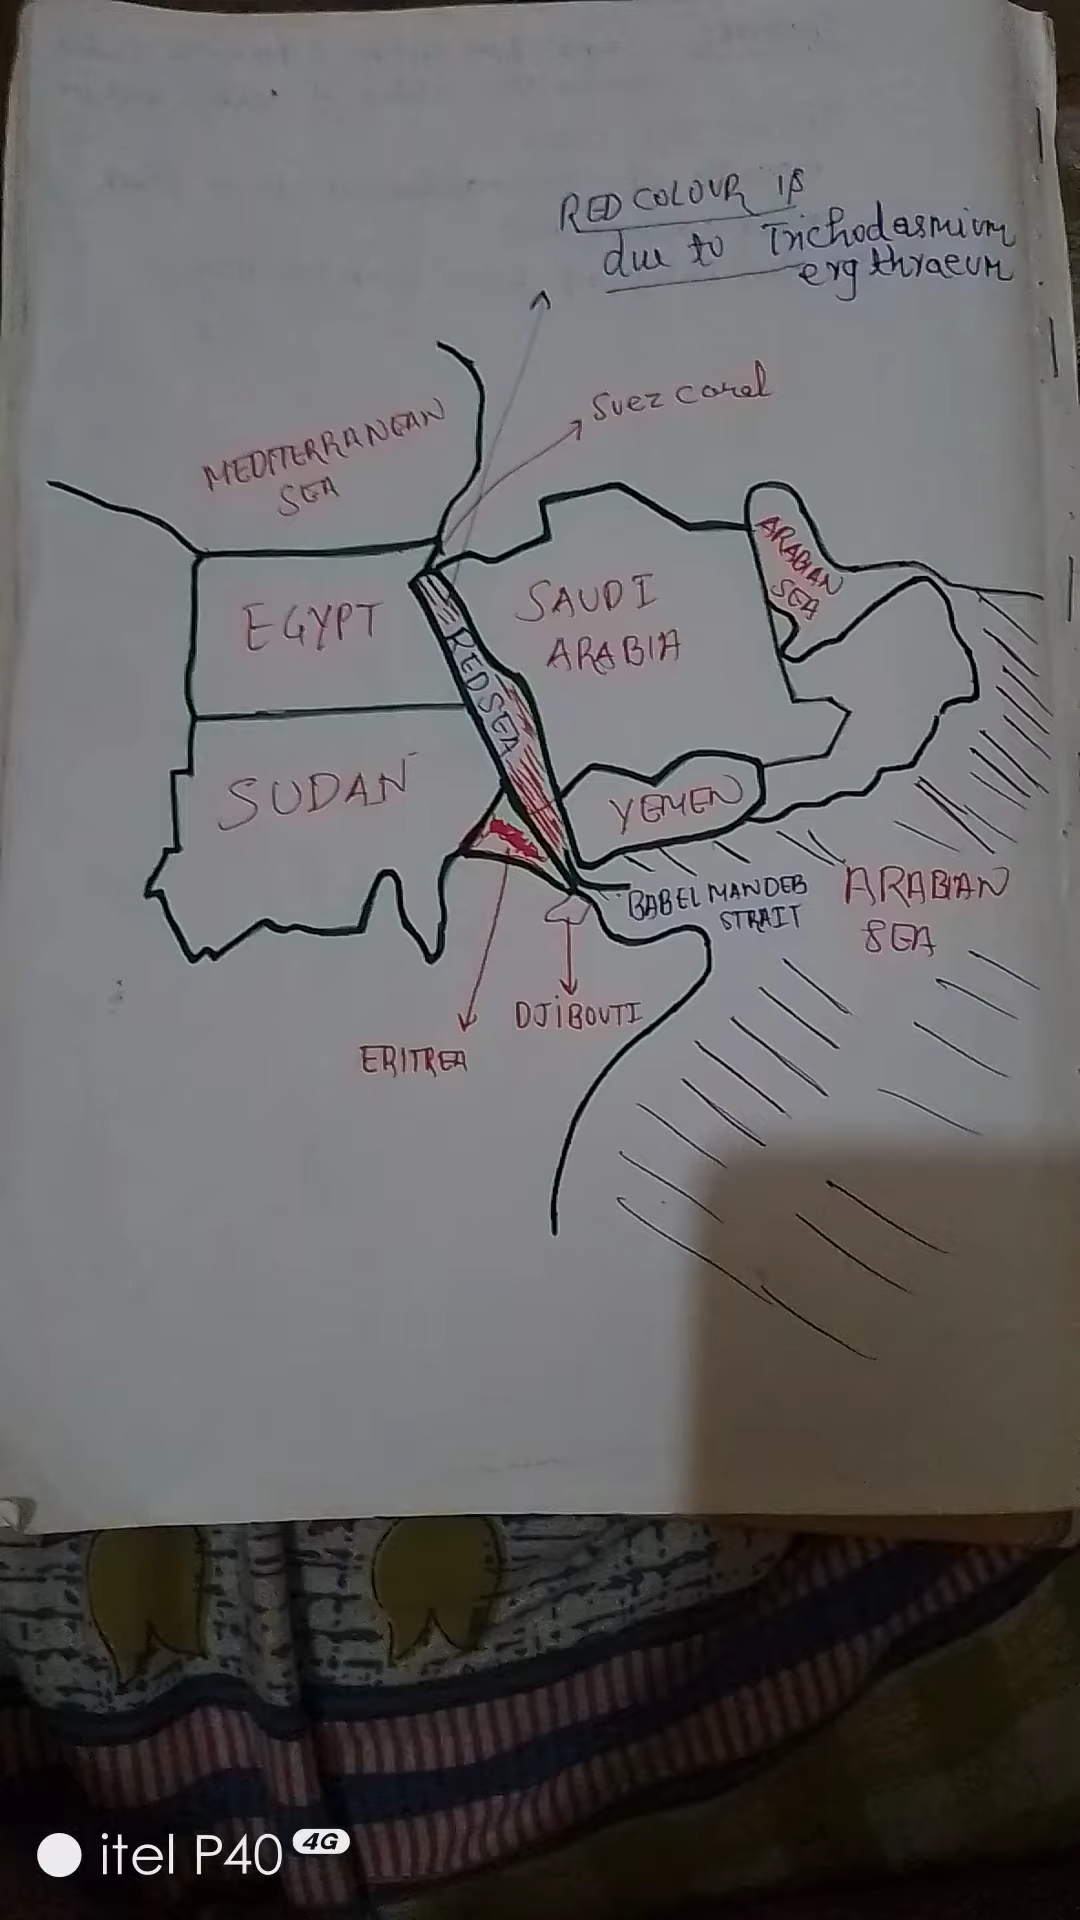 RED COLOUR IS
due to Trichodesmium
erythraeum
Suez canal
MEDITERRANEAN
SEA
ARABIAN
SEA
EGYPT
SAUDI
ARABIA
RED SEA
SUDAN
YEMEN
BABEL MANDEB
STRAIT
ARABIAN
SEA
DJIBOUTI
ERITREA
itel P40 4G